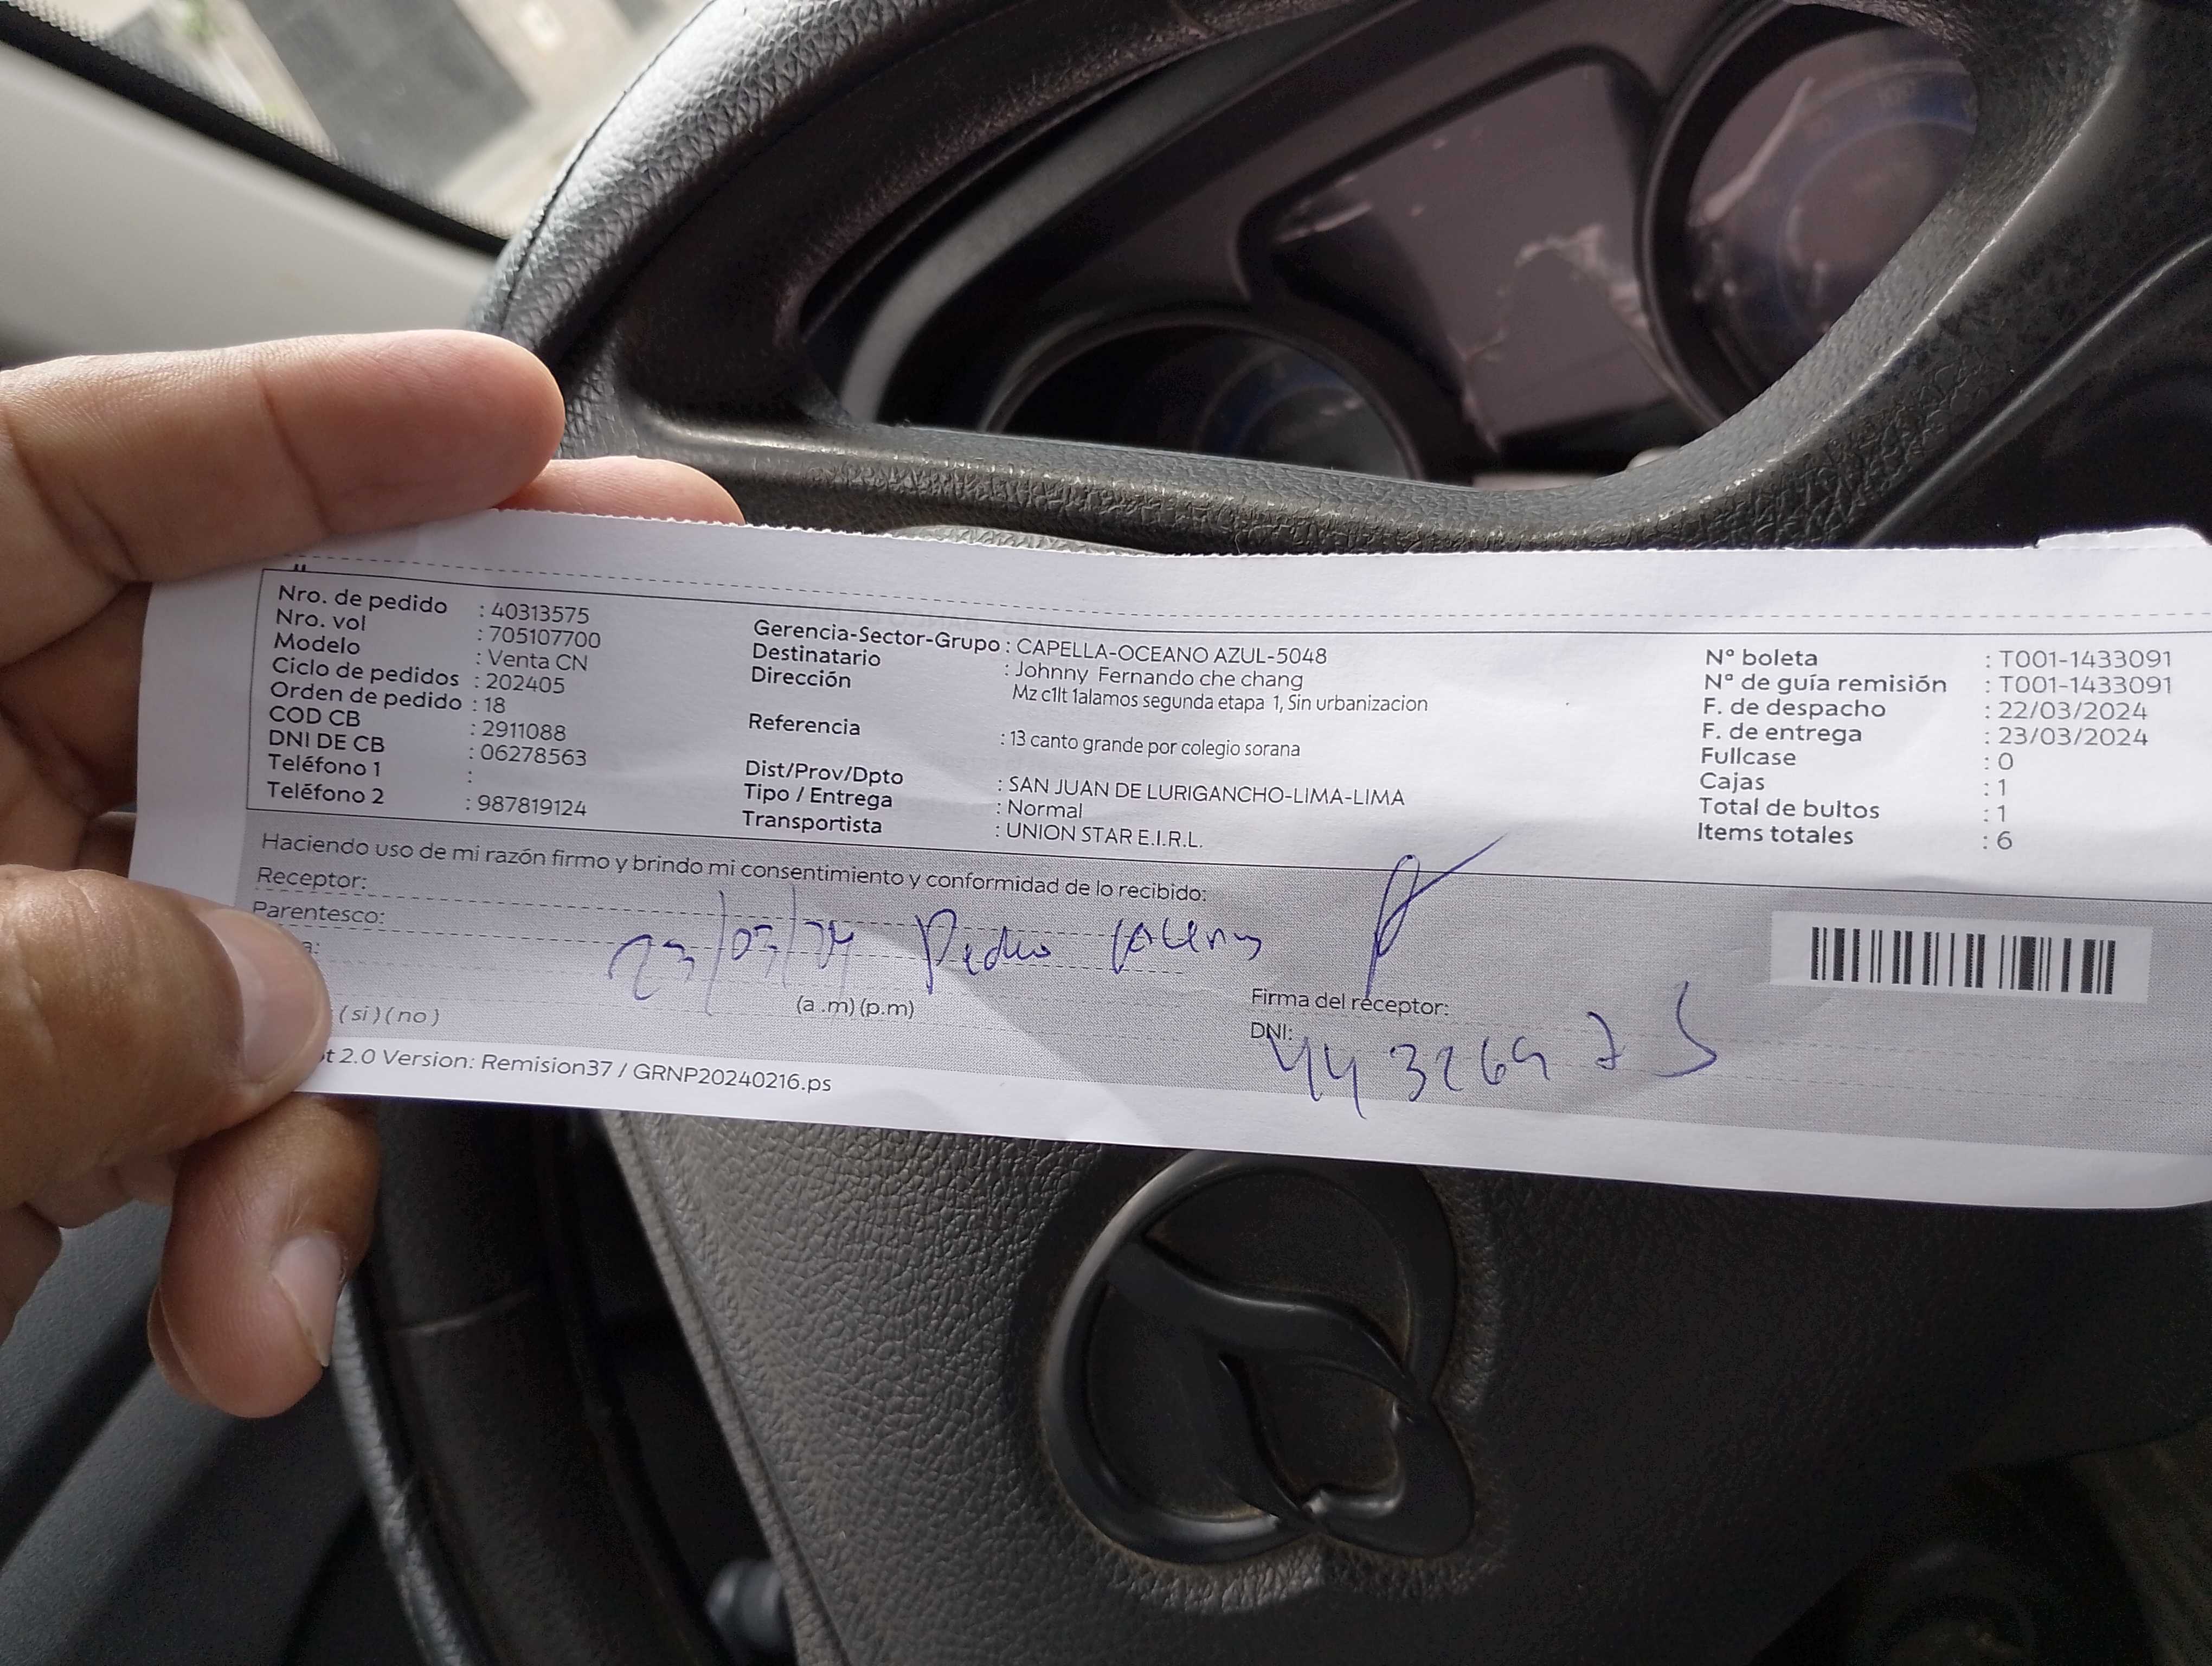 Nro. de pedido : 40313575
Nro. vol : 705107700
Modelo : Venta CN
Ciclo de pedidos : 202405
Orden de pedido : 18
COD CB : 2911088
DNI DE CB : 06278563
Teléfono 1 :
Teléfono 2 : 987819124
Gerencia-Sector-Grupo : CAPELLA-OCEANO AZUL-5048
Destinatario : Johnny Fernando che chang
Dirección Mz c1lt 1alamos segunda etapa 1, Sin urbanizacion
Referencia : 13 canto grande por colegio sorana
Dist/Prov/Dpto : SAN JUAN DE LURIGANCHO-LIMA-LIMA
Tipo / Entrega : Normal
Transportista : UNION STAR E.I.R.L.
N° boleta : T001-1433091
N° de guía remisión : T001-1433091
F. de despacho : 22/03/2024
F. de entrega : 23/03/2024
Fullcase : 0
Cajas : 1
Total de bultos : 1
Items totales : 6
Haciendo uso de mi razón firmo y brindo mi consentimiento y conformidad de lo recibido:
Receptor:
Parentesco:
23/03/24 Pedro
(a .m) (p.m)
( si ) ( no )
Firma del receptor:
DNI: 44326975
2.0 Version: Remision37 / GRNP20240216.ps